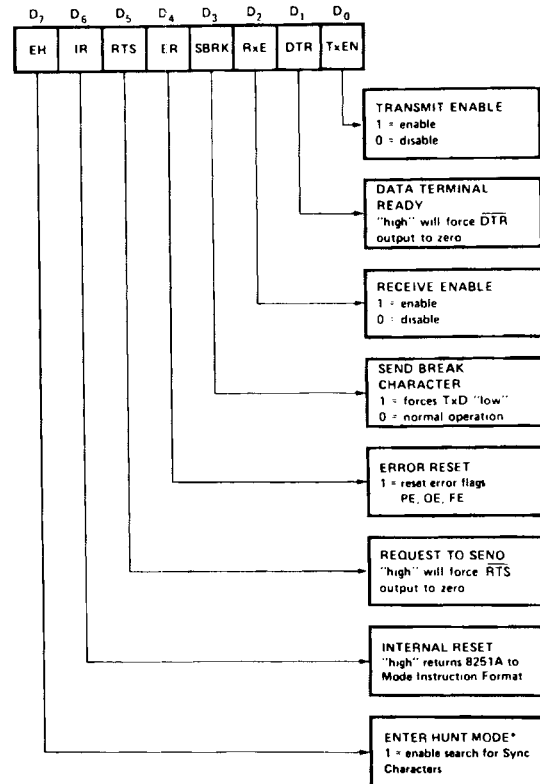 D₇ D₆ D₅ D₄ D₃ D₂ D₁ D₀
EH IR RTS ER SBRK RxE DTR TxEN
TRANSMIT ENABLE
1 = enable
0 = disable
DATA TERMINAL
READY
"high" will force D̅T̅R̅
output to zero
RECEIVE ENABLE
1 = enable
0 = disable
SEND BREAK
CHARACTER
1 = forces TxD "low"
0 = normal operation
ERROR RESET
1 = reset error flags
PE, OE, FE
REQUEST TO SEND
"high" will force R̅T̅S̅
output to zero
INTERNAL RESET
"high" returns 8251A to
Mode Instruction Format
ENTER HUNT MODE*
1 = enable search for Sync
Characters